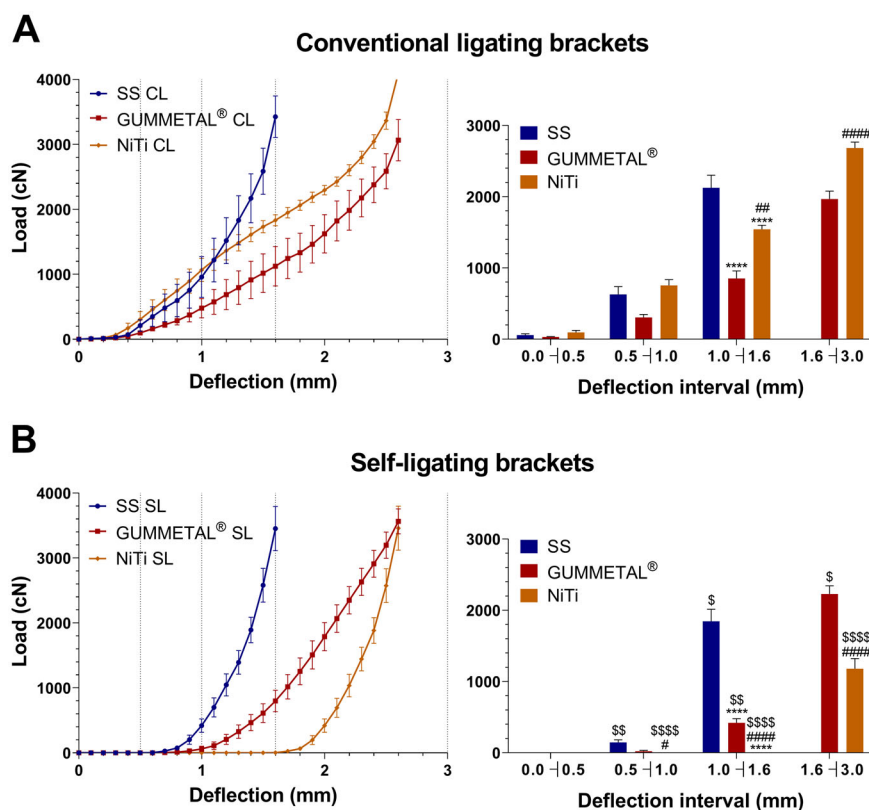 A
Conventional ligating brackets
4000
3000
2000
1000
0
Load (cN)
SS CL
GUMMETAL® CL
NiTi CL
0 1 2 3
Deflection (mm)
3000
2000
1000
0
SS
GUMMETAL®
NiTi
****
##
****
####
0.0 ⊣ 0.5
0.5 ⊣ 1.0
1.0 ⊣ 1.6
1.6 ⊣ 3.0
Deflection interval (mm)
B
Self-ligating brackets
4000
3000
2000
1000
0
Load (cN)
SS SL
GUMMETAL® SL
NiTi SL
0 1 2 3
Deflection (mm)
3000
2000
1000
0
SS
GUMMETAL®
NiTi
$$
$$$$
#
$
$$
****
$$$$
####
****
$
$$$$
####
0.0 ⊣ 0.5
0.5 ⊣ 1.0
1.0 ⊣ 1.6
1.6 ⊣ 3.0
Deflection interval (mm)